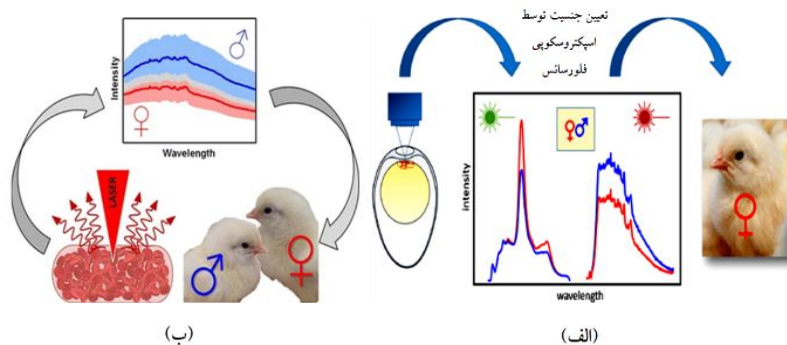 تعیین جنسیت توسط
اسپکتروسکوپی
فلورسانس
intensity
wavelength
(الف)
Intensity
Wavelength
LASER
(ب)